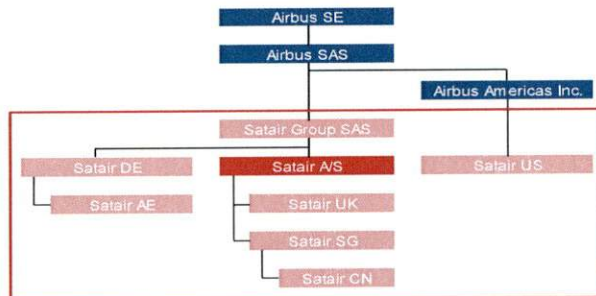 Airbus SE
Airbus SAS
Airbus Americas Inc.
Satair Group SAS
Satair DE
Satair A/S
Satair US
Satair AE
Satair UK
Satair SG
Satair CN